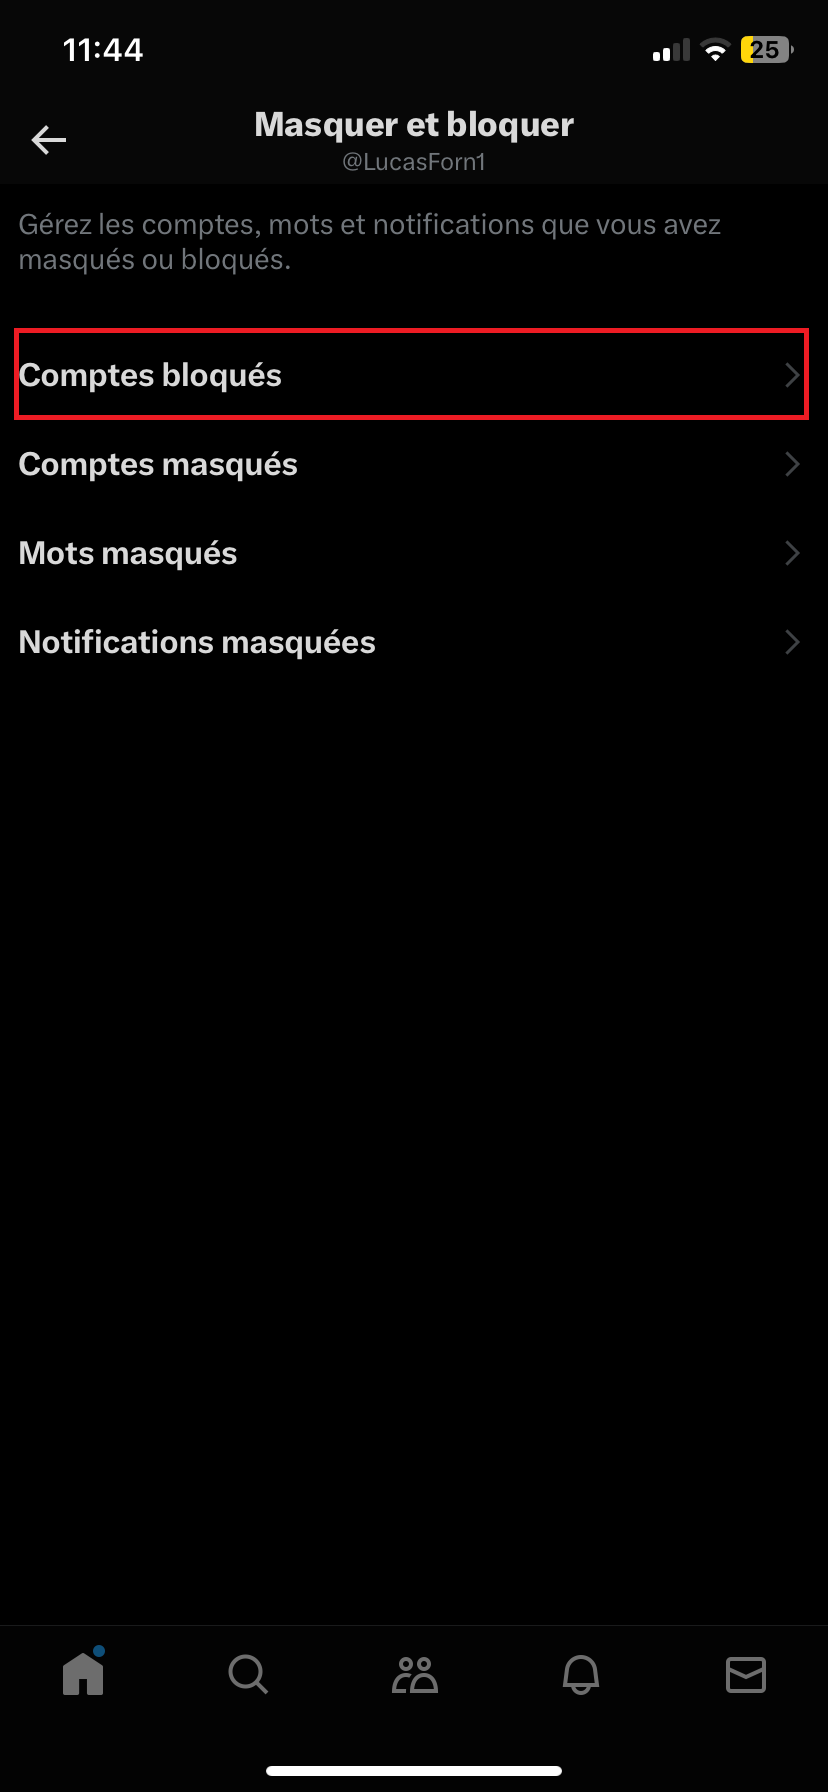 11:44
25
Masquer et bloquer
@LucasForn1
Gérez les comptes, mots et notifications que vous avez
masqués ou bloqués.
Comptes bloqués
Comptes masqués
Mots masqués
Notifications masquées